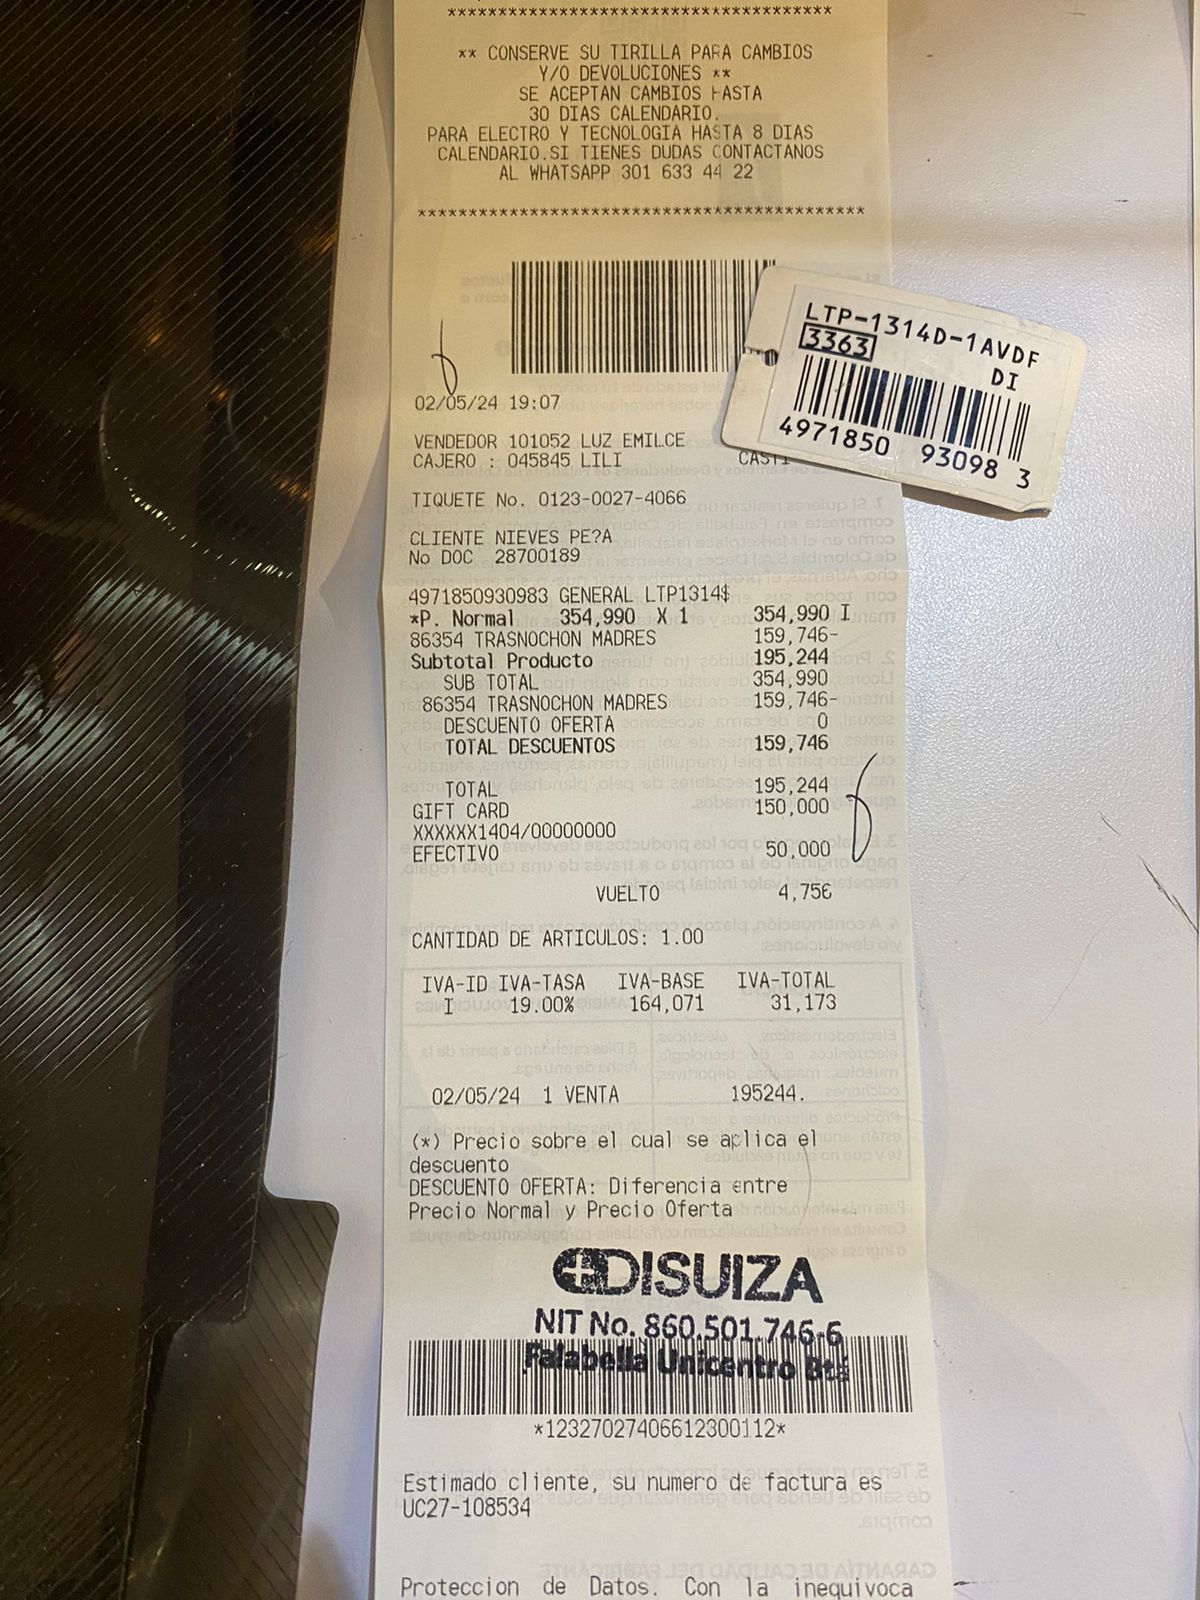 ******************************************
** CONSERVE SU TIRILLA PARA CAMBIOS
Y/O DEVOLUCIONES **
SE ACEPTAN CAMBIOS HASTA
30 DIAS CALENDARIO.
PARA ELECTRO Y TECNOLOGIA HASTA 8 DIAS
CALENDARIO.SI TIENES DUDAS CONTACTANOS
AL WHATSAPP 301 633 44 22
******************************************
LTP-1314D-1AVDF
3363
DI
4971850 93098 3
02/05/24 19:07
VENDEDOR 101052 LUZ EMILCE
CAJERO : 045845 LILI
TIQUETE No. 0123-0027-4066
CLIENTE NIEVES PE?A
No DOC 28700189
4971850930983 GENERAL LTP1314$
*P. Normal 354,990 X 1 354,990 I
86354 TRASNOCHON MADRES 159,746-
Subtotal Producto 195,244
SUB TOTAL 354,990
86354 TRASNOCHON MADRES 159,746-
DESCUENTO OFERTA 0
TOTAL DESCUENTOS 159,746
TOTAL 195,244
GIFT CARD 150,000
XXXXXX1404/00000000
EFECTIVO 50,000
VUELTO 4,756
CANTIDAD DE ARTICULOS: 1.00
IVA-ID IVA-TASA IVA-BASE IVA-TOTAL
I 19.00% 164,071 31,173
02/05/24 1 VENTA 195244.
(*) Precio sobre el cual se aplica el
descuento
DESCUENTO OFERTA: Diferencia entre
Precio Normal y Precio Oferta
DISUIZA
NIT No. 860.501.746-6
Falabella Unicentro Bta
*12327027406612300112*
Estimado cliente, su numero de factura es
UC27-108534
Proteccion de Datos. Con la inequivoca